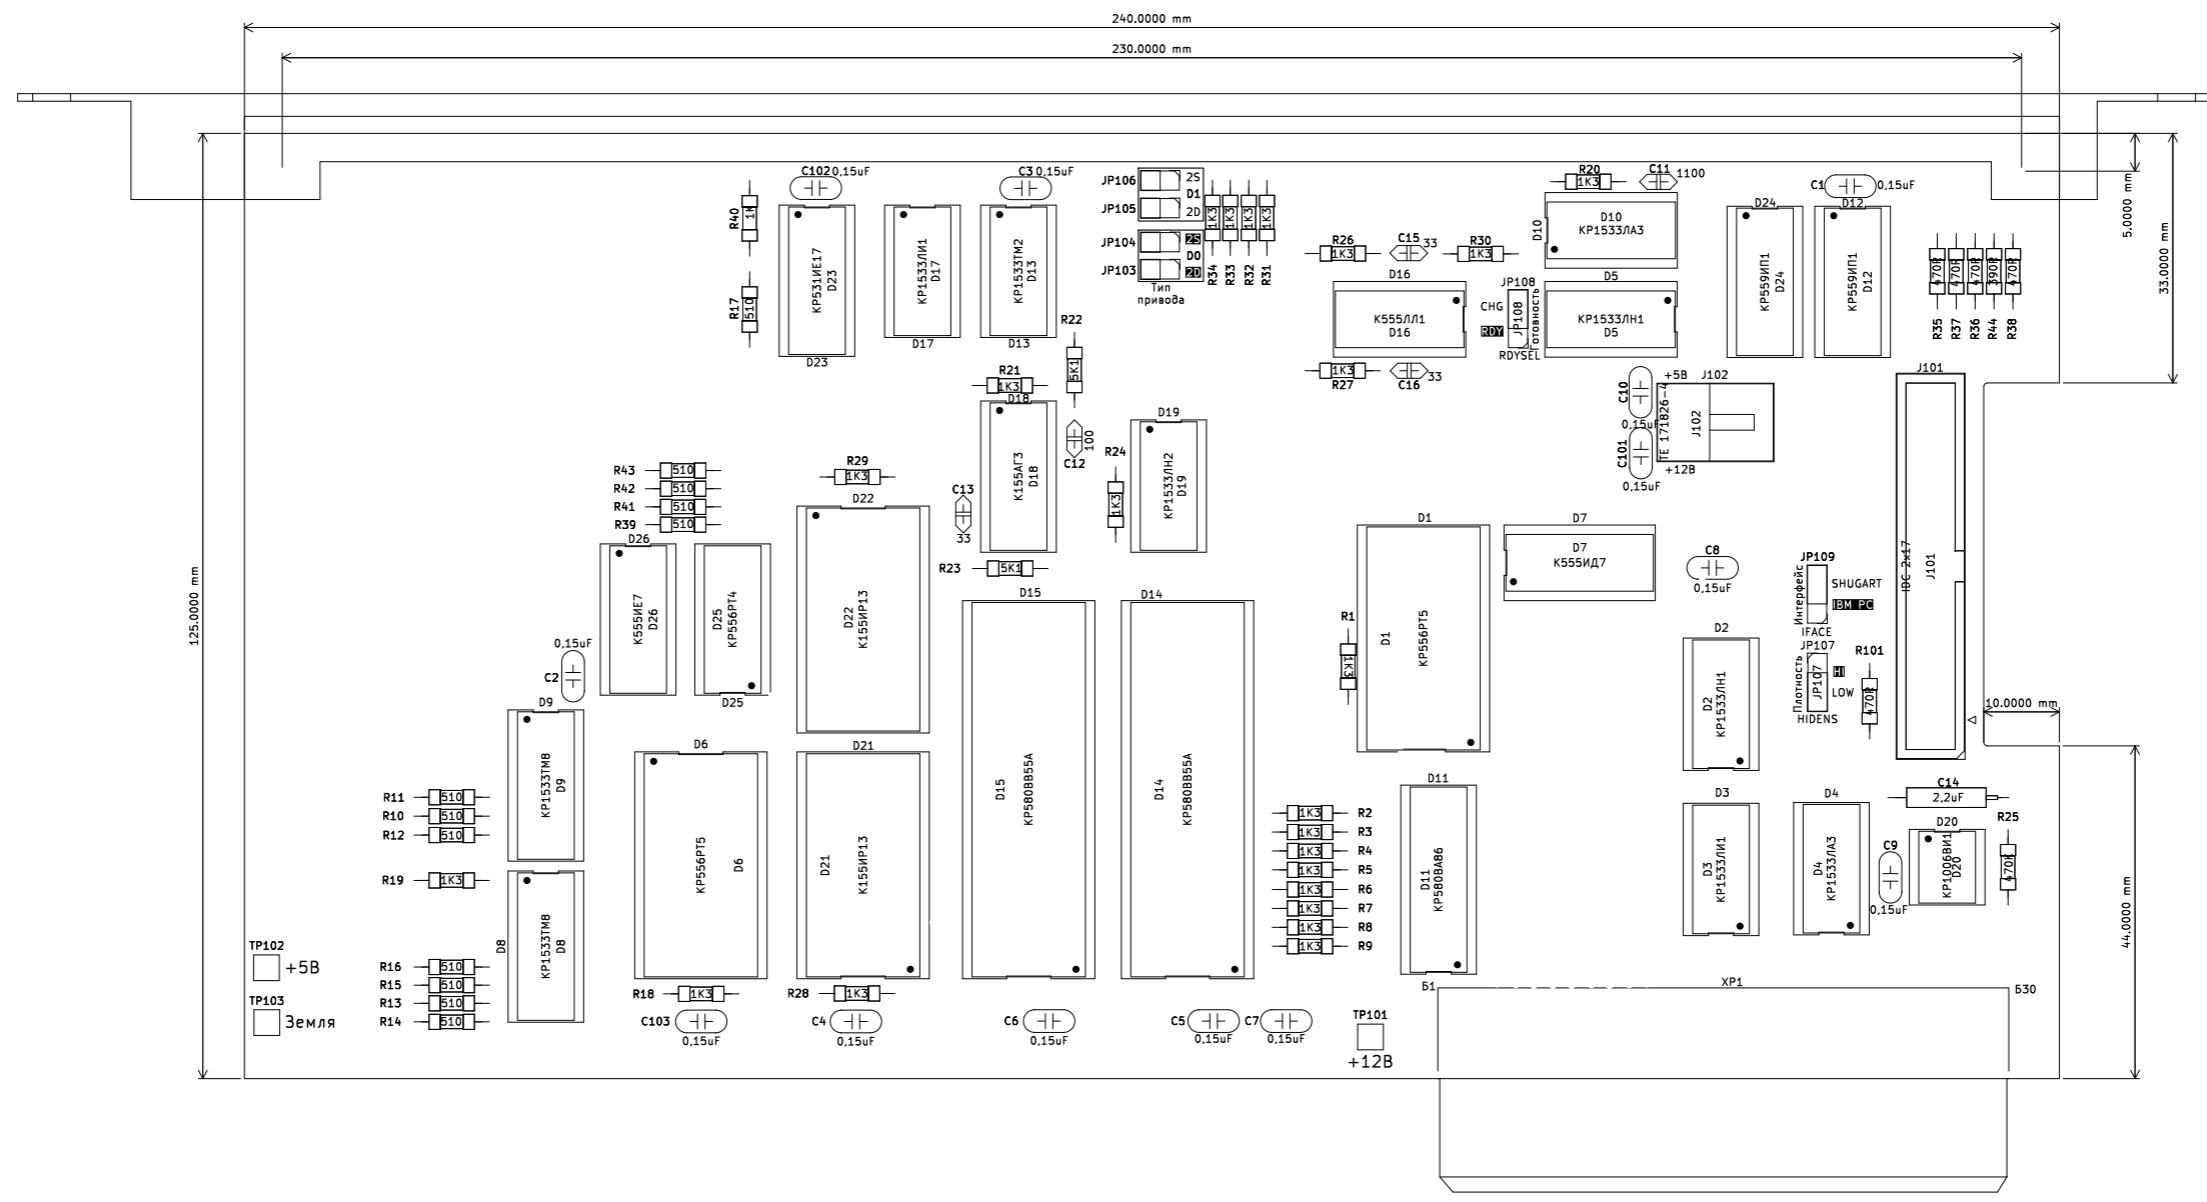 240.0000 mm
230.0000 mm
125.0000 mm
5.0000 mm
33.0000 mm
10.0000 mm
44.0000 mm
C102 0,15uF
C3 0,15uF
R40
1K
R17
510
КР531ИЕ17
D23
D23
КР1533ЛИ1
D17
D17
КР1533ТМ2
D13
D13
JP106
2S
D1
JP105
2D
JP104
2S
D0
JP103
2D
Тип
привода
1K3
1K3
1K3
1K3
R34
R33
R32
R31
R20
1K3
C11
1100
C1
0,15uF
D10
D10
КР1533ЛА3
R26
1K3
C15
33
R30
1K3
D16
К555ЛЛ1
D16
JP108
CHG
RDY
JP108
Готовность
RDYSEL
D5
КР1533ЛН1
D5
R27
1K3
C16
33
D24
КР559ИП1
D24
D12
КР559ИП1
D12
470R
470R
470R
390R
470R
R35
R37
R36
R44
R38
R22
5K1
R21
1K3
D18
К155АГ3
D18
C12
100
C13
33
R23
5K1
D19
КР1533ЛН2
D19
R24
1K3
C10
0,15uF
C101
0,15uF
+5В
J102
TE 171826-4
J102
+12В
J101
IDC 2x17
J101
R43
510
R42
510
R41
510
R39
510
R29
1K3
D22
D22
К155ИР13
D26
К555ИЕ7
D26
D25
КР556РТ4
D25
0,15uF
C2
D15
D15
КР580ВВ55А
D14
D14
КР580ВВ55А
D1
D1
КР556РТ5
R1
1K3
D7
D7
К555ИД7
C8
0,15uF
JP109
Интерфейс
SHUGART
IBM PC
IFACE
JP107
Плотность
JP107
HI
LOW
HIDENS
R101
470R
D2
D2
КР1533ЛН1
D9
КР1533ТМ8
D9
D6
КР556РТ5
D6
D21
D21
К155ИР13
R11
510
R10
510
R12
510
R19
1K3
D8
КР1533ТМ8
D8
R16
510
R15
510
R13
510
R14
510
TP102
+5В
TP103
Земля
R18
1K3
C103
0,15uF
R28
1K3
C4
0,15uF
C6
0,15uF
C5
0,15uF
C7
0,15uF
1K3 R2
1K3 R3
1K3 R4
1K3 R5
1K3 R6
1K3 R7
1K3 R8
1K3 R9
D11
D11
КР580ВА86
D3
D3
КР1533ЛИ1
D4
D4
КР1533ЛА3
C14
2,2uF
D20
КР1006ВИ1
D20
C9
0,15uF
R25
470K
TP101
+12В
Б1
XP1
Б30